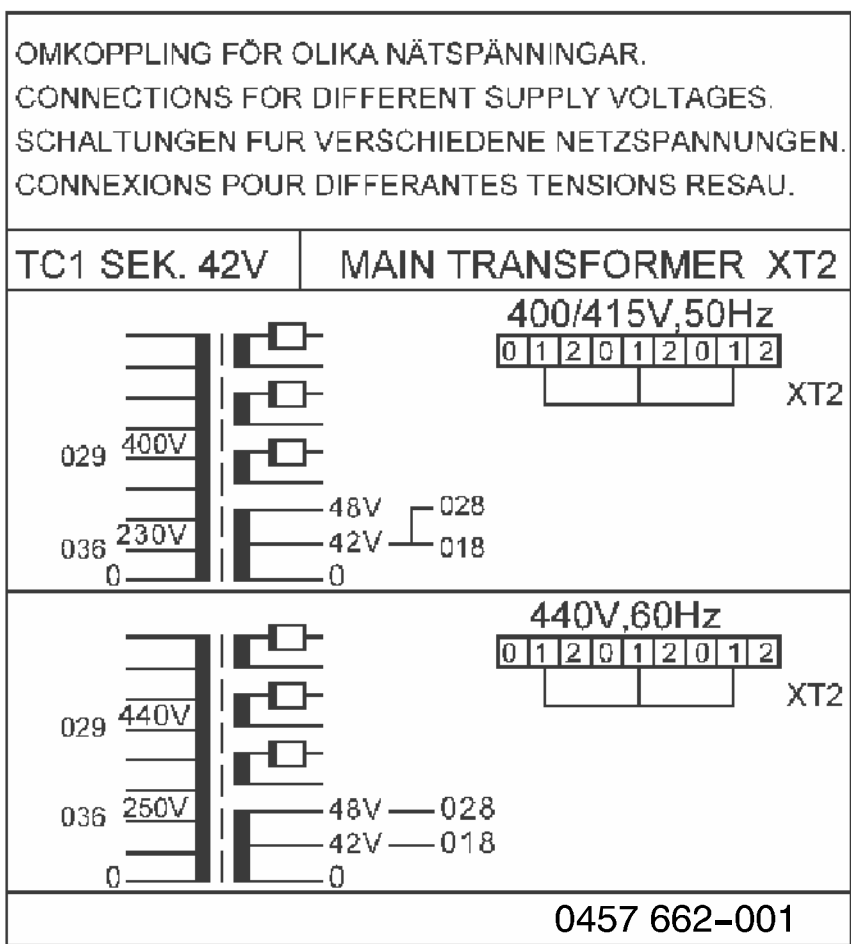 OMKOPPLING FÖR OLIKA NÄTSPÄNNINGAR.
CONNECTIONS FOR DIFFERENT SUPPLY VOLTAGES.
SCHALTUNGEN FUR VERSCHIEDENE NETZSPANNUNGEN.
CONNEXIONS POUR DIFFERANTES TENSIONS RESAU.
TC1 SEK. 42V
MAIN TRANSFORMER XT2
400/415V,50Hz
0 1 2 0 1 2 0 1 2
XT2
029 400V
48V 028
036 230V
42V 018
0 0
440V,60Hz
0 1 2 0 1 2 0 1 2
XT2
029 440V
036 250V
48V 028
42V 018
0 0
0457 662-001